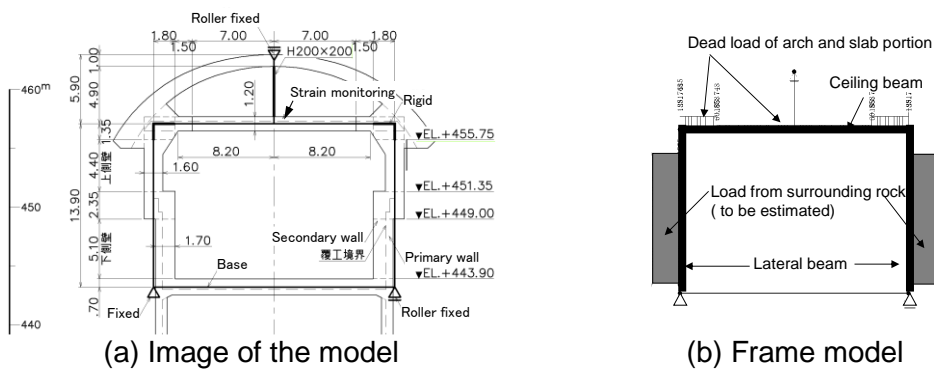 Roller fixed
1.80 7.00 7.00 1.80
1.50 1.50
H200×200
1.00
5.90
4.90
1.20
Strain monitoring
Rigid
460m
1.35
EL.+455.75
8.20 8.20
4.40
上側壁
1.60
EL.+451.35
450
13.90
2.35
EL.+449.00
5.10
下側壁
1.70
Secondary wall
覆工境界
Primary wall
Base
EL.+443.90
.70
Fixed
Roller fixed
440
(a) Image of the model
Dead load of arch and slab portion
Ceiling beam
Load from surrounding rock
( to be estimated)
Lateral beam
(b) Frame model